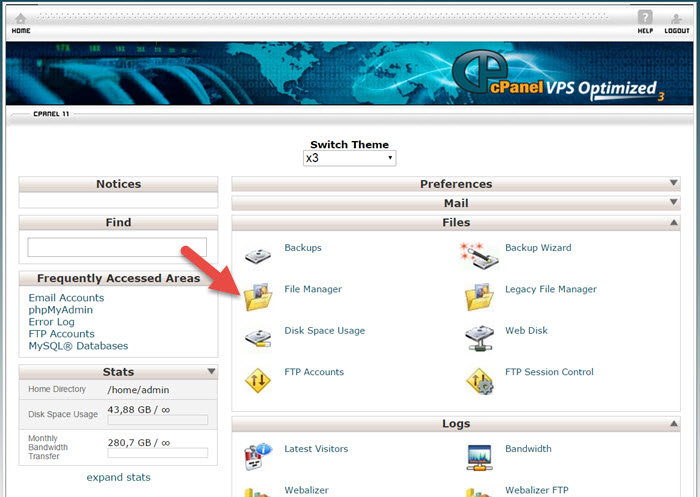 HOME
? HELP
LOGOUT
17X
cP cPanel VPS Optimized 3
CPANEL 11
Switch Theme
x3
Notices
Find
Frequently Accessed Areas
Email Accounts
phpMyAdmin
Error Log
FTP Accounts
MySQL® Databases
Stats
Home Directory /home/admin
Disk Space Usage 43,88 GB / ∞
Monthly
Bandwidth
Transfer
280,7 GB / ∞
expand stats
Preferences
Mail
Files
Backups
Backup Wizard
File Manager
Legacy File Manager
Disk Space Usage
Web Disk
FTP Accounts
FTP Session Control
Logs
Latest Visitors
Bandwidth
Webalizer
Webalizer FTP